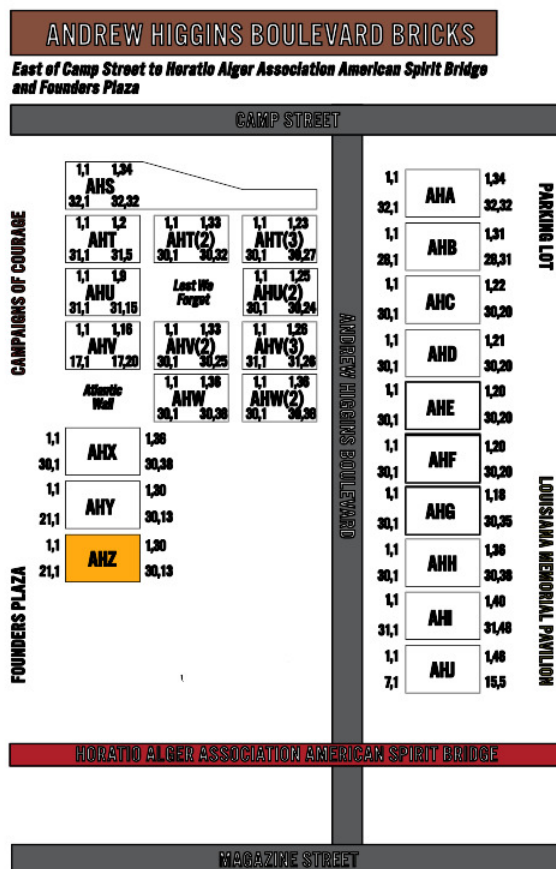 ANDREW HIGGINS BOULEVARD BRICKS
East of Camp Street to Horatio Alger Association American Spirit Bridge
and Founders Plaza
CAMP STREET
CAMPAIGNS OF COURAGE
FOUNDERS PLAZA
1,1 1,34
AHS
32,1 32,32
1,1 1,2
AHT
31,1 31,5
1,1 1,33
AHT(2)
30,1 30,32
1,1 1,23
AHT(3)
30,1 30,27
1,1 1,9
AHU
31,1 31,15
Lest We
Forget
1,1 1,25
AHU(2)
30,1 30,24
1,1 1,16
AHV
17,1 17,20
1,1 1,33
AHV(2)
30,1 30,25
1,1 1,26
AHV(3)
31,1 31,26
Atlantic
Wall
1,1 1,36
AHW
30,1 30,38
1,1 1,36
AHW(2)
30,1 30,38
1,1 1,36
AHX
30,1 30,38
1,1 1,30
AHY
21,1 30,13
1,1 1,30
AHZ
21,1 30,13
ANDREW HIGGINS BOULEVARD
1,1 1,34
AHA
32,1 32,32
1,1 1,31
AHB
28,1 28,31
1,1 1,22
AHC
30,1 30,20
1,1 1,21
AHD
30,1 30,20
1,1 1,20
AHE
30,1 30,20
1,1 1,20
AHF
30,1 30,20
1,1 1,18
AHG
30,1 30,35
1,1 1,36
AHH
30,1 30,38
1,1 1,40
AHI
31,1 31,48
1,1 1,48
AHJ
7,1 15,5
PARKING LOT
LOUISIANA MEMORIAL PAVILION
HORATIO ALGER ASSOCIATION AMERICAN SPIRIT BRIDGE
MAGAZINE STREET